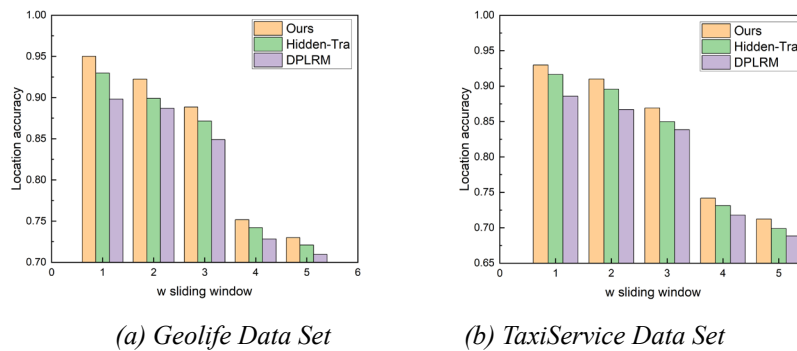 1.00
0.95
0.90
0.85
0.80
0.75
0.70
Location accuracy
Ours
Hidden-Tra
DPLRM
0 1 2 3 4 5 6
w sliding window
(a) Geolife Data Set
1.00
0.95
0.90
0.85
0.80
0.75
0.70
0.65
Location accuracy
Ours
Hidden-Tra
DPLRM
0 1 2 3 4 5
w sliding window
(b) TaxiService Data Set